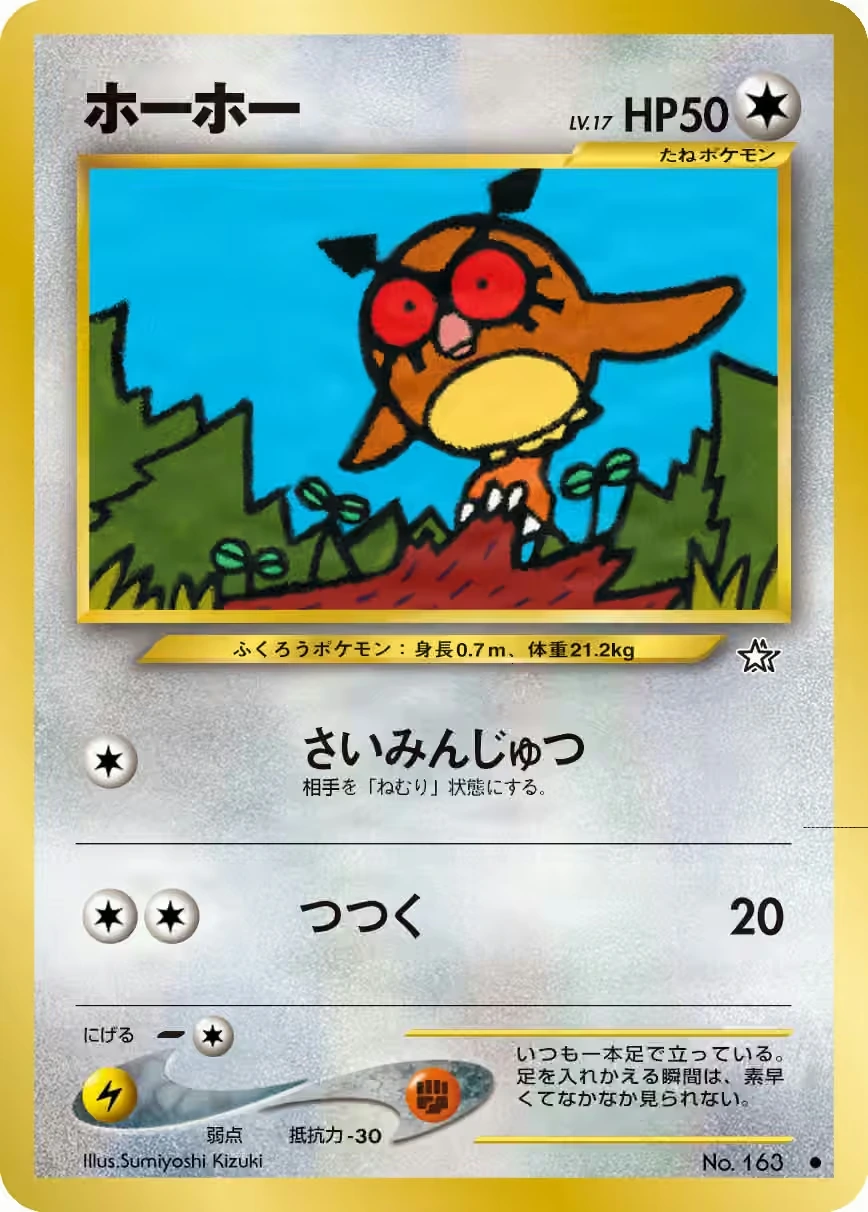 ホーホー
LV.17 HP50
たねポケモン
ふくろうポケモン：身長0.7m、体重21.2kg
さいみんじゅつ
相手を「ねむり」状態にする。
つつく 20
にげる
いつも一本足で立っている。
足を入れかえる瞬間は、素早
くてなかなか見られない。
弱点 抵抗力-30
Illus.Sumiyoshi Kizuki
No. 163